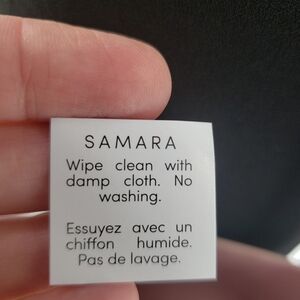 SAMARA
Wipe clean with
damp cloth. No
washing.
Essuyez avec un
chiffon humide.
Pas de lavage.